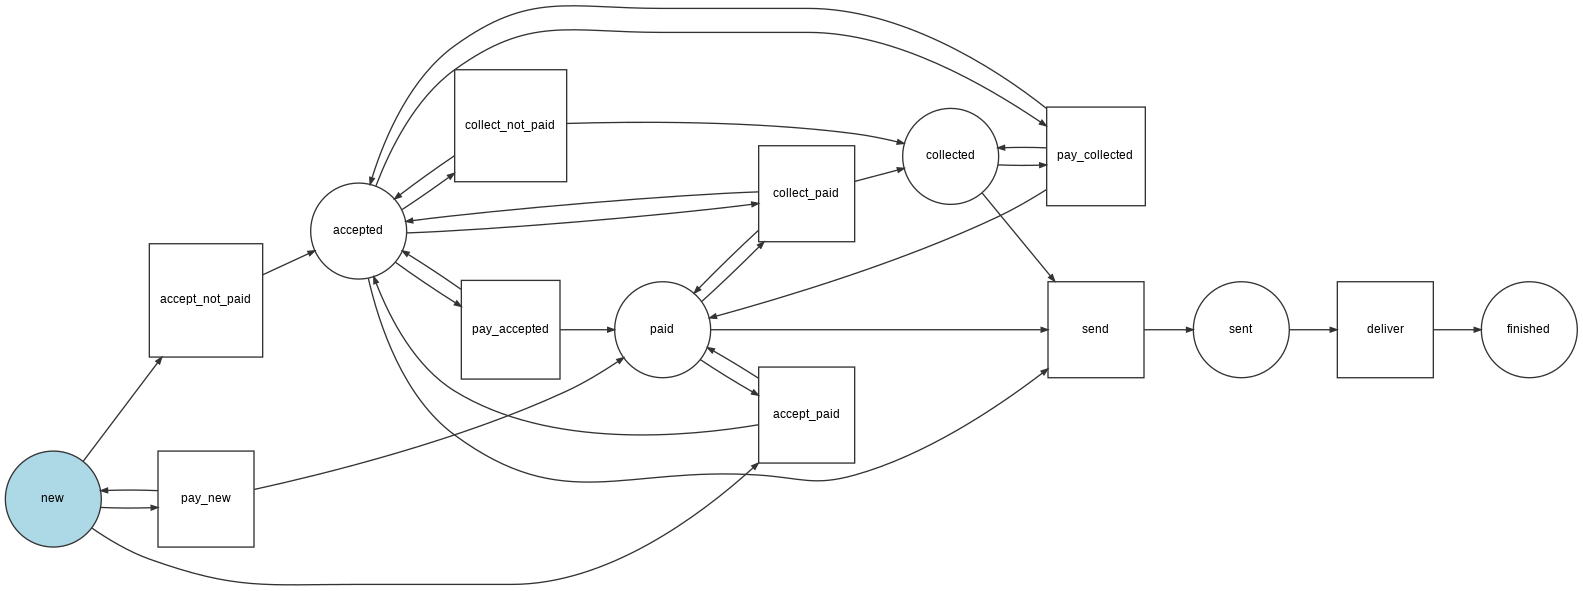 collect_not_paid
collected
pay_collected
collect_paid
accepted
accept_not_paid
pay_accepted
paid
send
sent
deliver
finished
accept_paid
new
pay_new